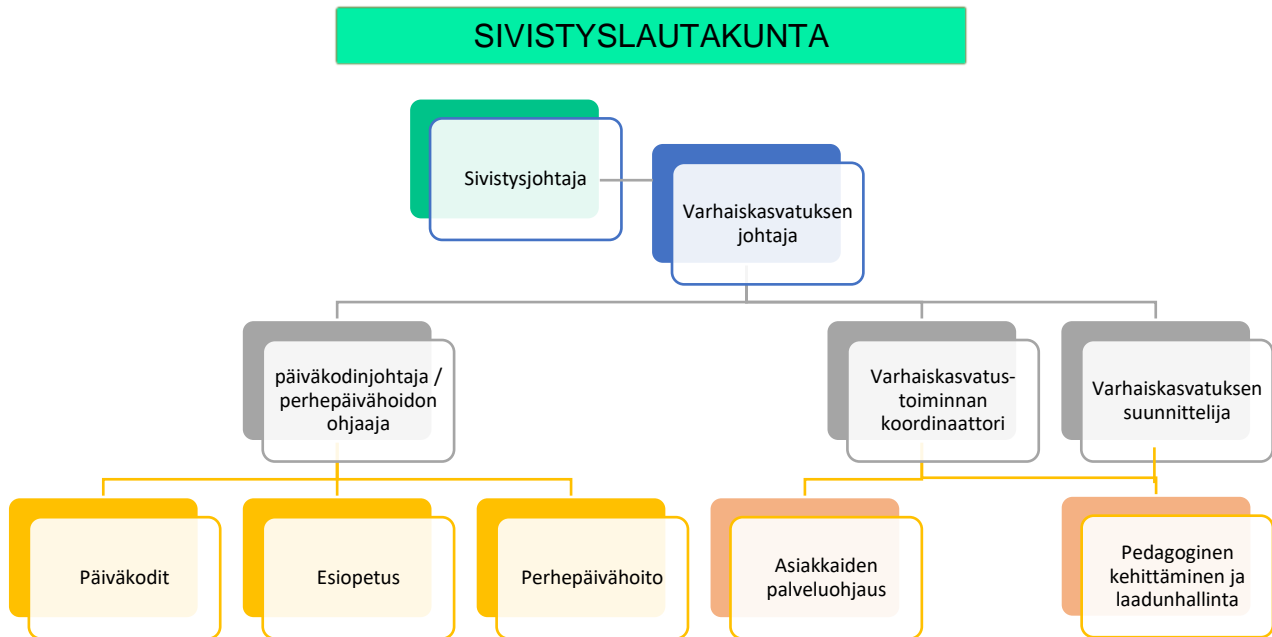 SIVISTYSLAUTAKUNTA
Sivistysjohtaja
Varhaiskasvatuksen
johtaja
päiväkodinjohtaja /
perhepäivähoidon
ohjaaja
Varhaiskasvatus-
toiminnan
koordinaattori
Varhaiskasvatuksen
suunnittelija
Päiväkodit
Esiopetus
Perhepäivähoito
Asiakkaiden
palveluohjaus
Pedagoginen
kehittäminen ja
laadunhallinta